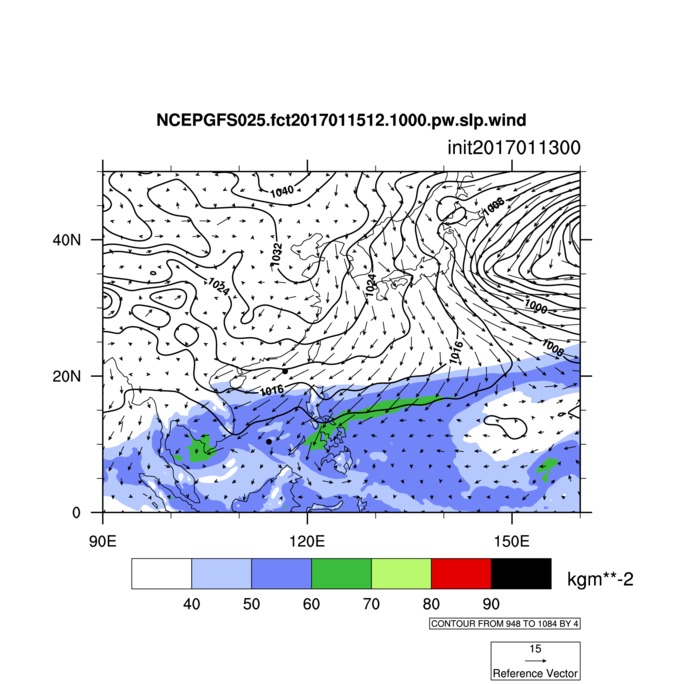 NCEPGFS025.fct2017011512.1000.pw.slp.wind
init2017011300
1040
1008
40N
1032
1024
1024
1000
1008
1016
20N
1016
0
90E 120E 150E
kgm**-2
40 50 60 70 80 90
CONTOUR FROM 948 TO 1084 BY 4
15
Reference Vector